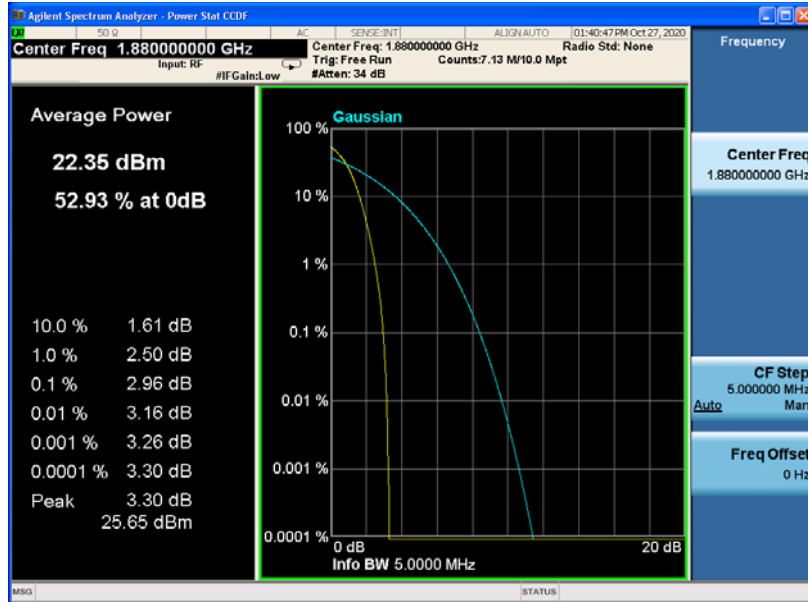 Agilent Spectrum Analyzer - Power Stat CCDF
50 Ω AC SENSE:INT ALIGN AUTO 01:40:47 PM Oct 27, 2020
Center Freq 1.880000000 GHz
Input: RF
#IFGain:Low
Center Freq: 1.880000000 GHz Radio Std: None
Trig: Free Run Counts:7.13 M/10.0 Mpt
#Atten: 34 dB
Average Power
22.35 dBm
52.93 % at 0dB
10.0 % 1.61 dB
1.0 % 2.50 dB
0.1 % 2.96 dB
0.01 % 3.16 dB
0.001 % 3.26 dB
0.0001 % 3.30 dB
Peak 3.30 dB
25.65 dBm
Gaussian
100 %
10 %
1 %
0.1 %
0.01 %
0.001 %
0.0001 %
0 dB 20 dB
Info BW 5.0000 MHz
Frequency
Center Freq
1.880000000 GHz
CF Step
5.000000 MHz
Auto Man
Freq Offset
0 Hz
MSG STATUS